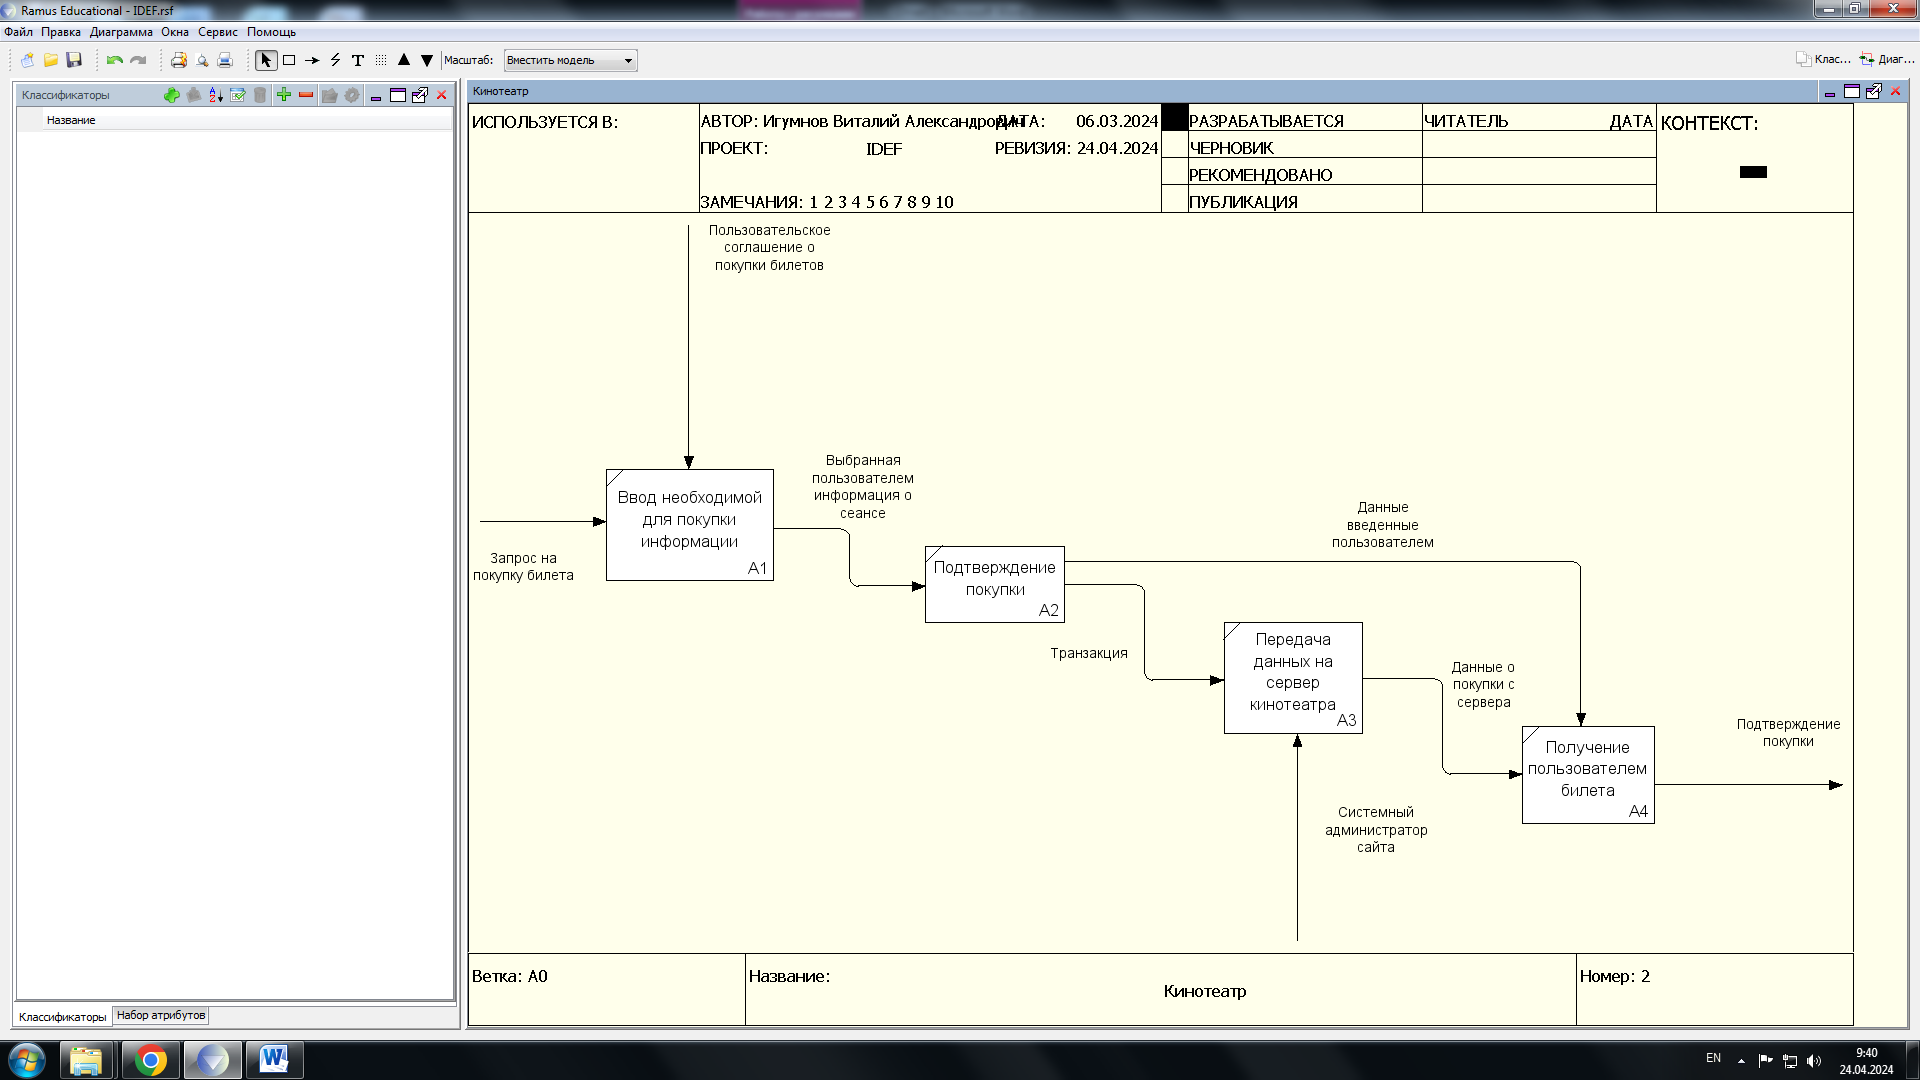 Ramus Educational - IDEF.rsf
Файл Правка Диаграмма Окна Сервис Помощь
Масштаб: Вместить модель
Клас... Диаг...
Классификаторы
Название
Кинотеатр
ИСПОЛЬЗУЕТСЯ В:
АВТОР: Игумнов Виталий Александрович ДАТА: 06.03.2024
ПРОЕКТ: IDEF РЕВИЗИЯ: 24.04.2024
ЗАМЕЧАНИЯ: 1 2 3 4 5 6 7 8 9 10
РАЗРАБАТЫВАЕТСЯ
ЧЕРНОВИК
РЕКОМЕНДОВАНО
ПУБЛИКАЦИЯ
ЧИТАТЕЛЬ ДАТА
КОНТЕКСТ:
Пользовательское
соглашение о
покупки билетов
Запрос на
покупку билета
Ввод необходимой
для покупки
информации
A1
Выбранная
пользователем
информация о
сеансе
Подтверждение
покупки
A2
Данные
введенные
пользователем
Транзакция
Передача
данных на
сервер
кинотеатра
A3
Данные о
покупки с
сервера
Системный
администратор
сайта
Получение
пользователем
билета
A4
Подтверждение
покупки
Ветка: A0
Название:
Кинотеатр
Номер: 2
Классификаторы Набор атрибутов
EN
9:40
24.04.2024